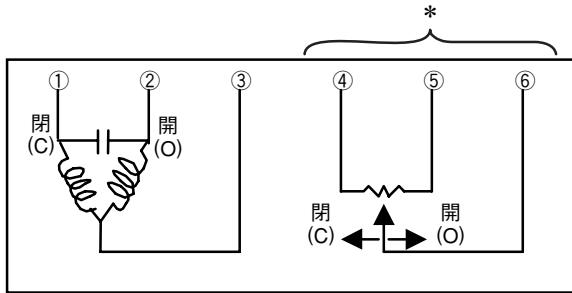 *
① ② ③ ④ ⑤ ⑥
閉 開
(C) (O)
閉 開
(C) (O)